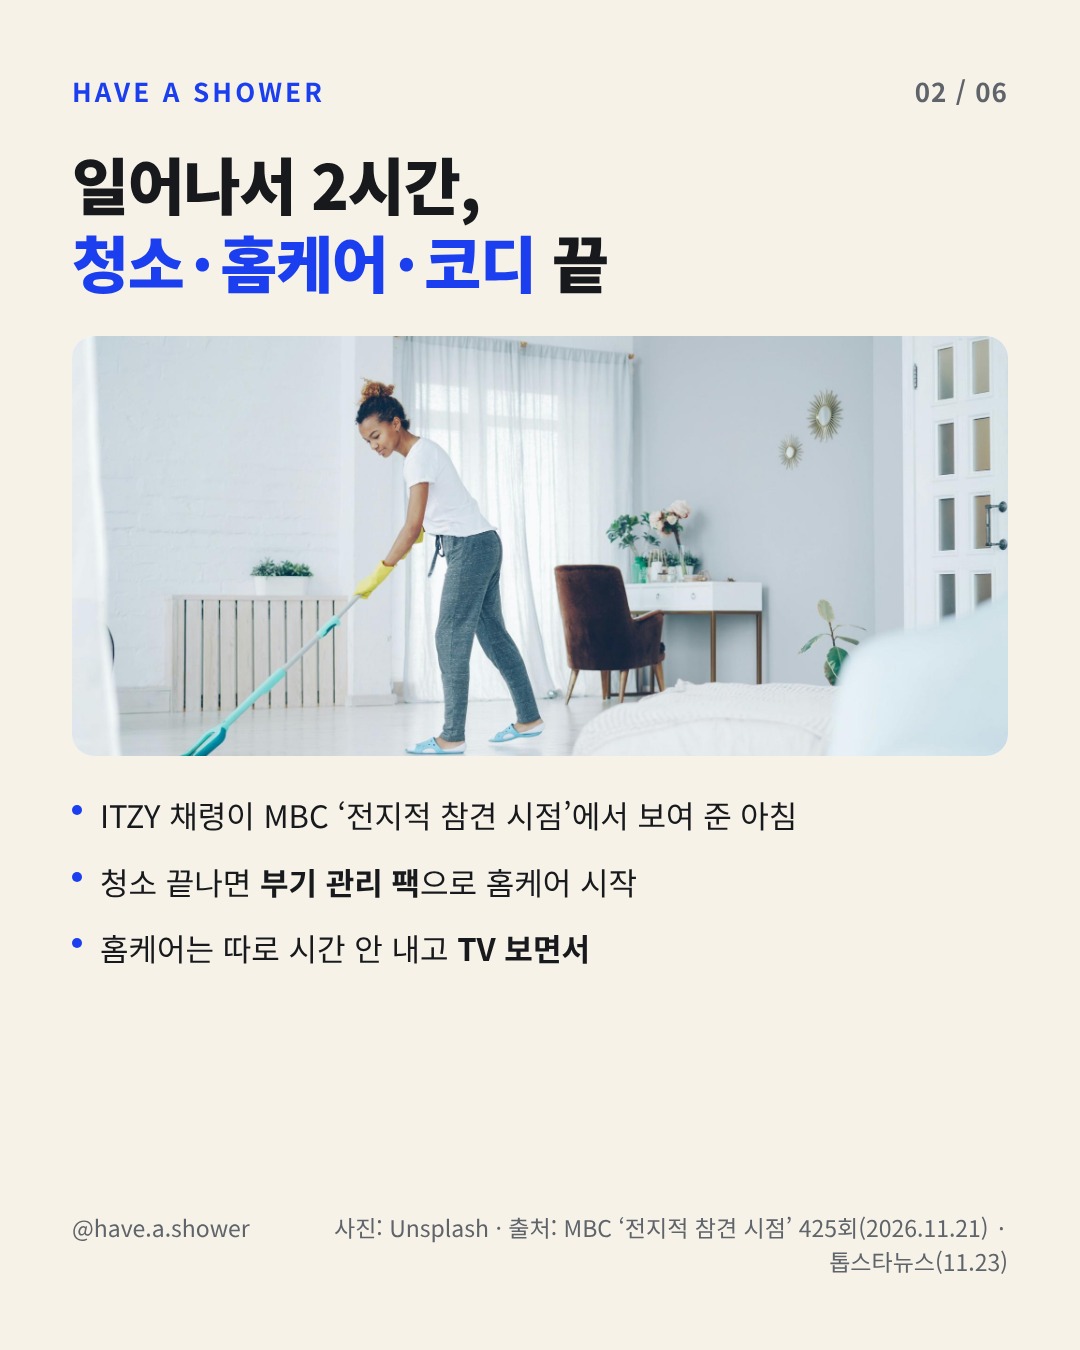 HAVE A SHOWER
02 / 06
일어나서 2시간,
청소·홈케어·코디 끝
• ITZY 채령이 MBC ‘전지적 참견 시점’에서 보여 준 아침
• 청소 끝나면 부기 관리 팩으로 홈케어 시작
• 홈케어는 따로 시간 안 내고 TV 보면서
@have.a.shower
사진: Unsplash · 출처: MBC ‘전지적 참견 시점’ 425회(2026.11.21) ·
톱스타뉴스(11.23)